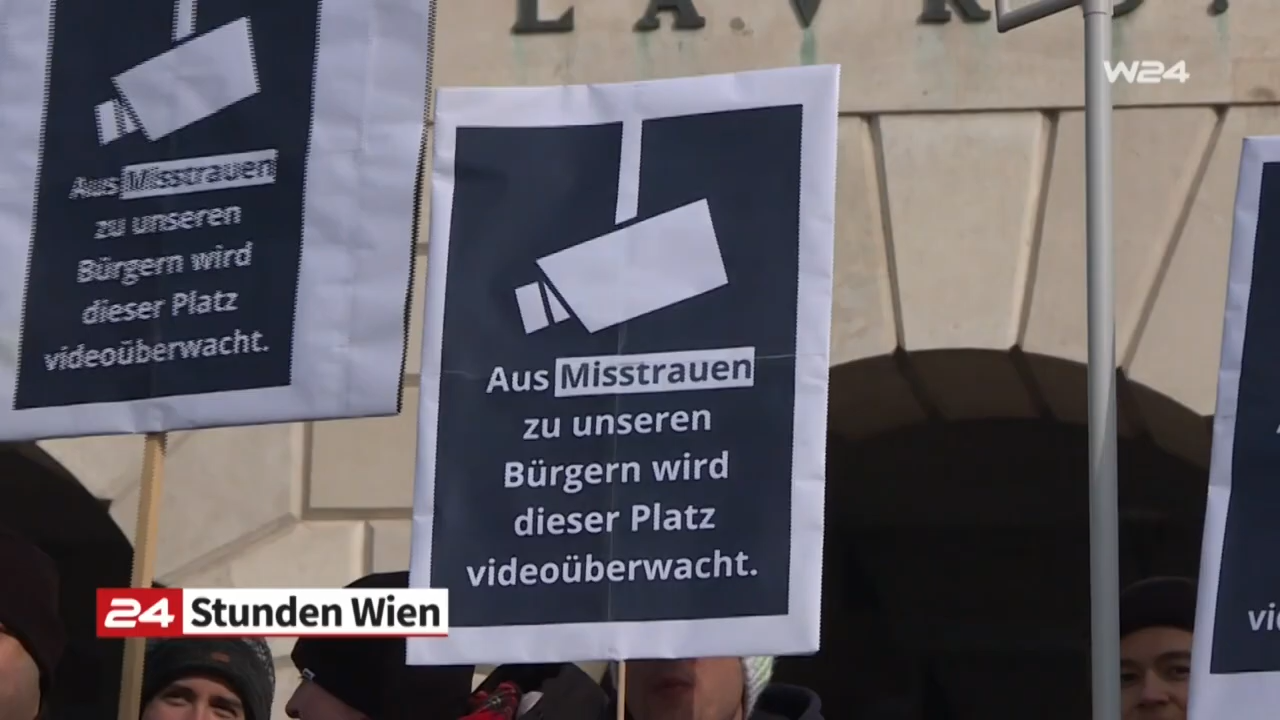 L A V R
W24
Aus Misstrauen
zu unseren
Bürgern wird
dieser Platz
videoüberwacht.
Aus Misstrauen
zu unseren
Bürgern wird
dieser Platz
videoüberwacht.
24 Stunden Wien